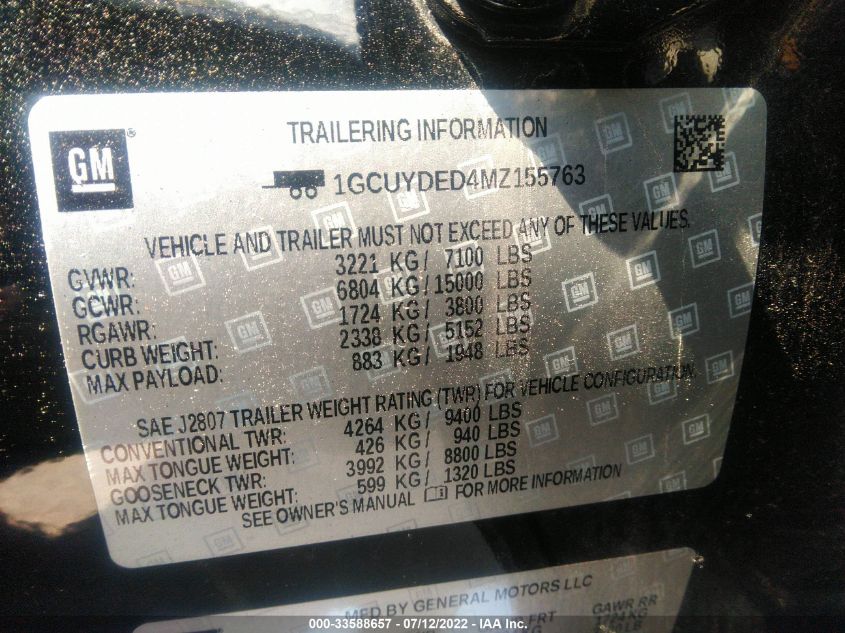 GM ®
TRAILERING INFORMATION
1GCUYDED4MZ155763
VEHICLE AND TRAILER MUST NOT EXCEED ANY OF THESE VALUES.
GVWR: 3221 KG/ 7100 LBS
GCWR: 6804 KG/15000 LBS
RGAWR: 1724 KG/ 3800 LBS
CURB WEIGHT: 2338 KG/ 5152 LBS
MAX PAYLOAD: 883 KG/ 1948 LBS
SAE J2807 TRAILER WEIGHT RATING (TWR) FOR VEHICLE CONFIGURATION.
CONVENTIONAL TWR: 4264 KG/ 9400 LBS
MAX TONGUE WEIGHT: 426 KG/ 940 LBS
GOOSENECK TWR: 3992 KG/ 8800 LBS
MAX TONGUE WEIGHT: 599 KG/ 1320 LBS
SEE OWNER'S MANUAL FOR MORE INFORMATION
MFD BY GENERAL MOTORS LLC
FRT GAWR RR
000-33588657 - 07/12/2022 - IAA Inc.